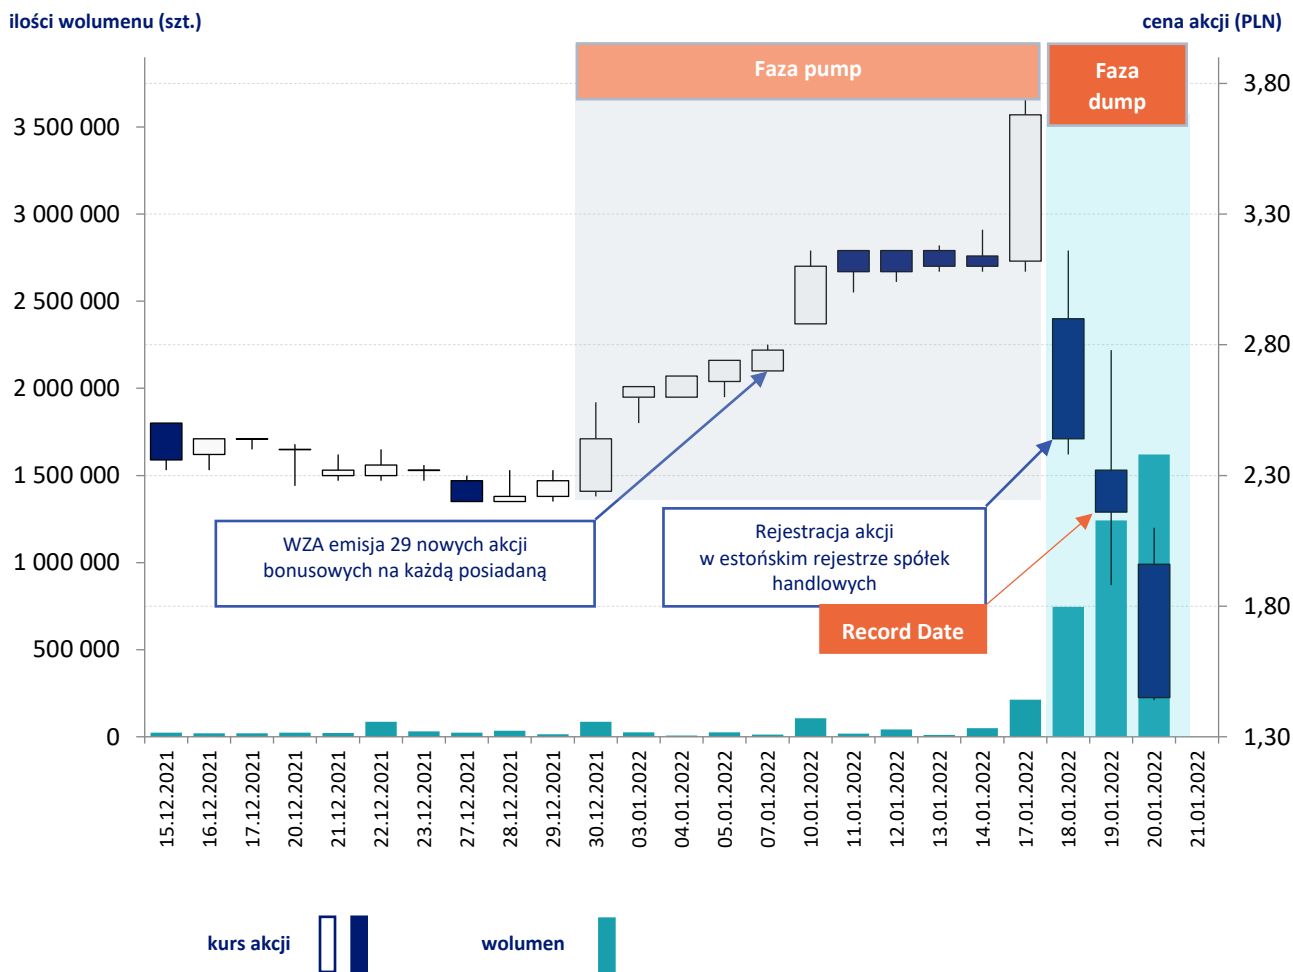 ilości wolumenu (szt.)
cena akcji (PLN)
Faza pump
Faza
dump
3 500 000
3 000 000
2 500 000
2 000 000
1 500 000
1 000 000
500 000
0
3,80
3,30
2,80
2,30
1,80
1,30
WZA emisja 29 nowych akcji
bonusowych na każdą posiadaną
Rejestracja akcji
w estońskim rejestrze spółek
handlowych
Record Date
15.12.2021
16.12.2021
17.12.2021
20.12.2021
21.12.2021
22.12.2021
23.12.2021
27.12.2021
28.12.2021
29.12.2021
30.12.2021
03.01.2022
04.01.2022
05.01.2022
07.01.2022
10.01.2022
11.01.2022
12.01.2022
13.01.2022
14.01.2022
17.01.2022
18.01.2022
19.01.2022
20.01.2022
21.01.2022
kurs akcji
wolumen